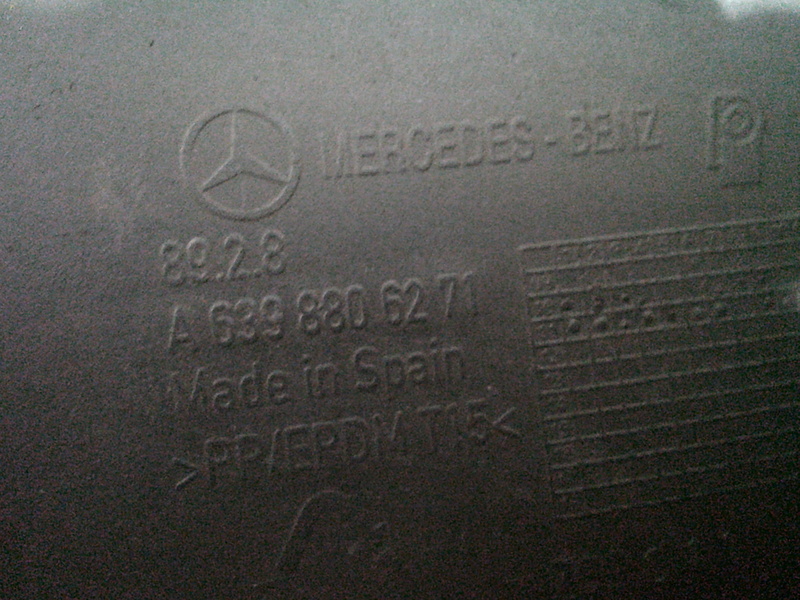 MERCEDES-BENZ
89.2.8
A 639 880 62 71
Made in Spain
>PP/EPDM T15<